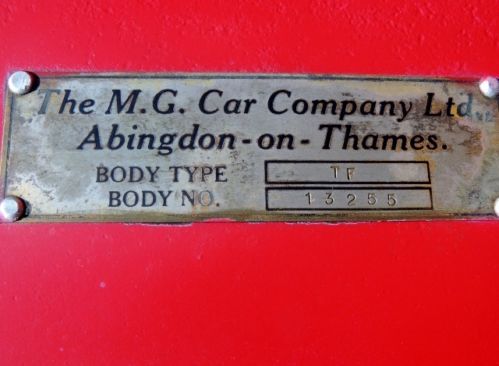 The M.G. Car Company Ltd.,
Abingdon-on-Thames.
BODY TYPE TF
BODY NO. 13255